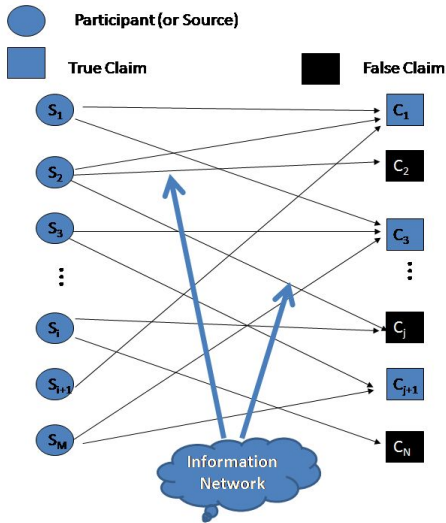 Participant (or Source)
True Claim False Claim
S1 C1
S2 C2
S3 C3
... ...
Si Cj
Si+1 Cj+1
SM CN
Information
Network